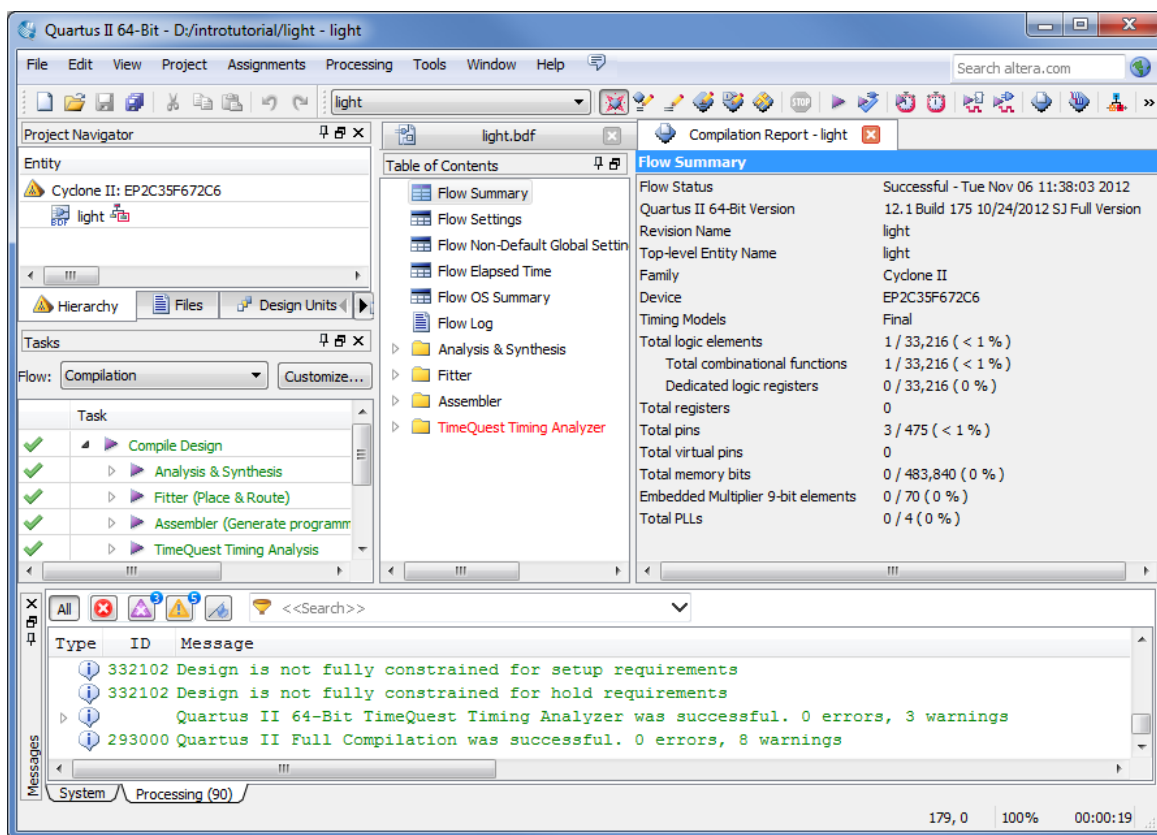 Quartus II 64-Bit - D:/introtutorial/light - light
File Edit View Project Assignments Processing Tools Window Help
Search altera.com
light
STOP
»
Project Navigator
Entity
Cyclone II: EP2C35F672C6
BDF light
Hierarchy Files Design Units
Tasks
Flow: Compilation Customize...
Task
Compile Design
Analysis & Synthesis
Fitter (Place & Route)
Assembler (Generate programm
TimeQuest Timing Analysis
light.bdf
Table of Contents
Flow Summary
Flow Settings
Flow Non-Default Global Settin
Flow Elapsed Time
Flow OS Summary
Flow Log
Analysis & Synthesis
Fitter
Assembler
TimeQuest Timing Analyzer
Compilation Report - light
Flow Summary
Flow Status Successful - Tue Nov 06 11:38:03 2012
Quartus II 64-Bit Version 12.1 Build 175 10/24/2012 SJ Full Version
Revision Name light
Top-level Entity Name light
Family Cyclone II
Device EP2C35F672C6
Timing Models Final
Total logic elements 1 / 33,216 ( < 1 % )
Total combinational functions 1 / 33,216 ( < 1 % )
Dedicated logic registers 0 / 33,216 ( 0 % )
Total registers 0
Total pins 3 / 475 ( < 1 % )
Total virtual pins 0
Total memory bits 0 / 483,840 ( 0 % )
Embedded Multiplier 9-bit elements 0 / 70 ( 0 % )
Total PLLs 0 / 4 ( 0 % )
All 3 5 <<Search>>
Type ID Message
332102 Design is not fully constrained for setup requirements
332102 Design is not fully constrained for hold requirements
Quartus II 64-Bit TimeQuest Timing Analyzer was successful. 0 errors, 3 warnings
293000 Quartus II Full Compilation was successful. 0 errors, 8 warnings
Messages
System Processing (90)
179, 0 100% 00:00:19